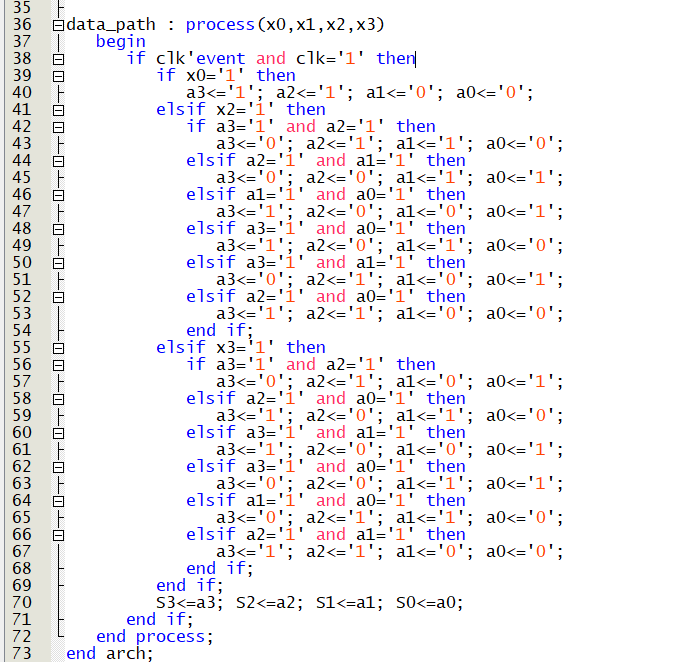 35
36 data_path : process(x0,x1,x2,x3)
37 begin
38 if clk'event and clk='1' then
39 if x0='1' then
40 a3<='1'; a2<='1'; a1<='0'; a0<='0';
41 elsif x2='1' then
42 if a3='1' and a2='1' then
43 a3<='0'; a2<='1'; a1<='1'; a0<='0';
44 elsif a2='1' and a1='1' then
45 a3<='0'; a2<='0'; a1<='1'; a0<='1';
46 elsif a1='1' and a0='1' then
47 a3<='1'; a2<='0'; a1<='0'; a0<='1';
48 elsif a3='1' and a0='1' then
49 a3<='1'; a2<='0'; a1<='1'; a0<='0';
50 elsif a3='1' and a1='1' then
51 a3<='0'; a2<='1'; a1<='0'; a0<='1';
52 elsif a2='1' and a0='1' then
53 a3<='1'; a2<='1'; a1<='0'; a0<='0';
54 end if;
55 elsif x3='1' then
56 if a3='1' and a2='1' then
57 a3<='0'; a2<='1'; a1<='0'; a0<='1';
58 elsif a2='1' and a0='1' then
59 a3<='1'; a2<='0'; a1<='1'; a0<='0';
60 elsif a3='1' and a1='1' then
61 a3<='1'; a2<='0'; a1<='0'; a0<='1';
62 elsif a3='1' and a0='1' then
63 a3<='0'; a2<='0'; a1<='1'; a0<='1';
64 elsif a1='1' and a0='1' then
65 a3<='0'; a2<='1'; a1<='1'; a0<='0';
66 elsif a2='1' and a1='1' then
67 a3<='1'; a2<='1'; a1<='0'; a0<='0';
68 end if;
69 end if;
70 S3<=a3; S2<=a2; S1<=a1; S0<=a0;
71 end if;
72 end process;
73 end arch;